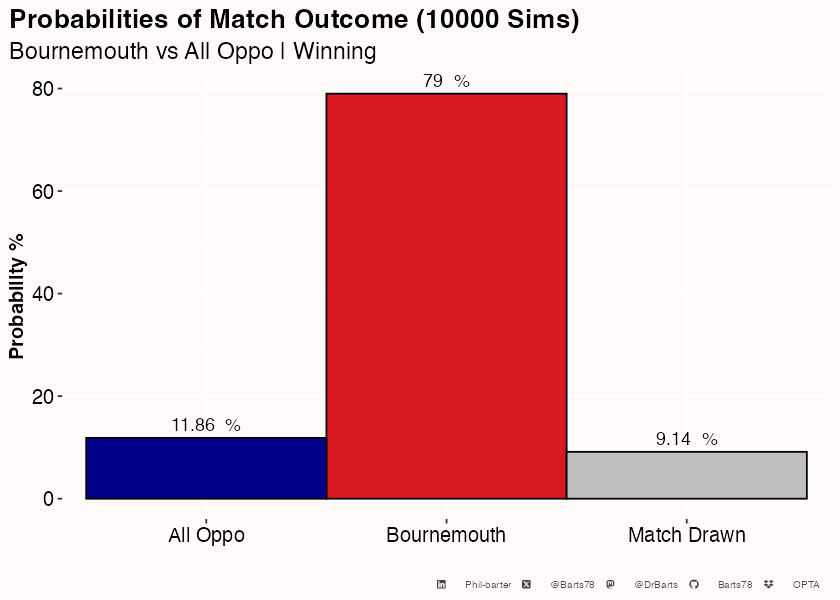 Probabilities of Match Outcome (10000 Sims)
Bournemouth vs All Oppo | Winning
Probability %
80
60
40
20
0
11.86 %
79 %
9.14 %
All Oppo
Bournemouth
Match Drawn
Phil-barter @Barts78 @DrBarts Barts78 OPTA